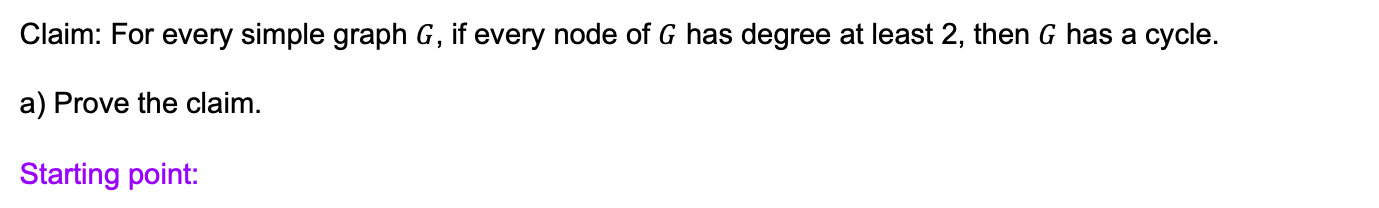 Claim: For every simple graph G, if every node of G has degree at least 2, then G has a cycle.
a) Prove the claim.
Starting point: